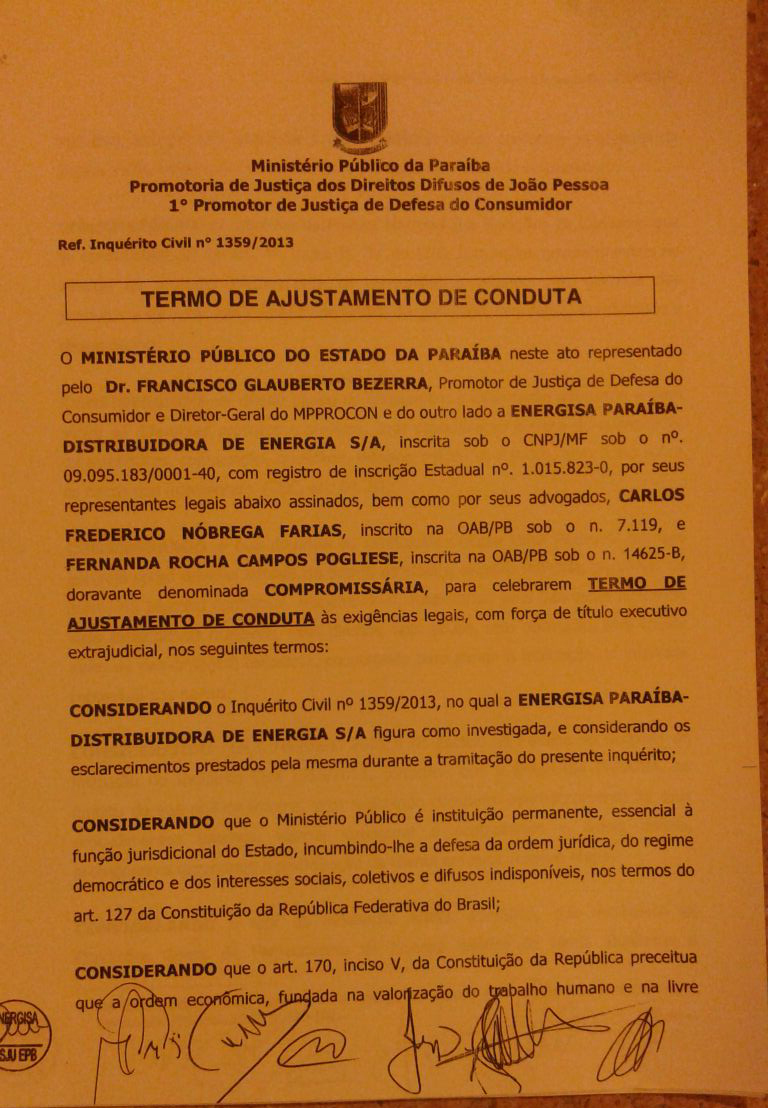 Ministério Público da Paraíba
Promotoria de Justiça dos Direitos Difusos de João Pessoa
1° Promotor de Justiça de Defesa do Consumidor
Ref. Inquérito Civil n° 1359/2013
TERMO DE AJUSTAMENTO DE CONDUTA
O MINISTÉRIO PÚBLICO DO ESTADO DA PARAÍBA neste ato representado
pelo Dr. FRANCISCO GLAUBERTO BEZERRA, Promotor de Justiça de Defesa do
Consumidor e Diretor-Geral do MPPROCON e do outro lado a ENERGISA PARAÍBA-
DISTRIBUIDORA DE ENERGIA S/A, inscrita sob o CNPJ/MF sob o nº.
09.095.183/0001-40, com registro de inscrição Estadual nº. 1.015.823-0, por seus
representantes legais abaixo assinados, bem como por seus advogados, CARLOS
FREDERICO NÓBREGA FARIAS, inscrito na OAB/PB sob o n. 7.119, e
FERNANDA ROCHA CAMPOS POGLIESE, inscrita na OAB/PB sob o n. 14625-B,
doravante denominada COMPROMISSÁRIA, para celebrarem TERMO DE
AJUSTAMENTO DE CONDUTA às exigências legais, com força de título executivo
extrajudicial, nos seguintes termos:
CONSIDERANDO o Inquérito Civil nº 1359/2013, no qual a ENERGISA PARAÍBA-
DISTRIBUIDORA DE ENERGIA S/A figura como investigada, e considerando os
esclarecimentos prestados pela mesma durante a tramitação do presente inquérito;
CONSIDERANDO que o Ministério Público é instituição permanente, essencial à
função jurisdicional do Estado, incumbindo-lhe a defesa da ordem jurídica, do regime
democrático e dos interesses sociais, coletivos e difusos indisponíveis, nos termos do
art. 127 da Constituição da República Federativa do Brasil;
CONSIDERANDO que o art. 170, inciso V, da Constituição da República preceitua
que a ordem econômica, fundada na valorização do trabalho humano e na livre
ENERGISA
SJU EPB